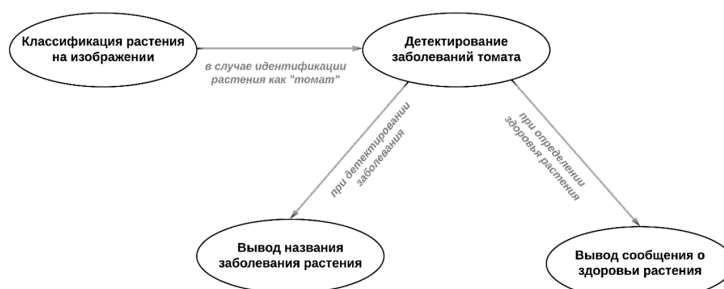 Классификация растения
на изображении
в случае идентификации
растения как "томат"
Детектирование
заболеваний томата
при детектировании
заболевания
при определении
здоровья растения
Вывод названия
заболевания растения
Вывод сообщения о
здоровьи растения